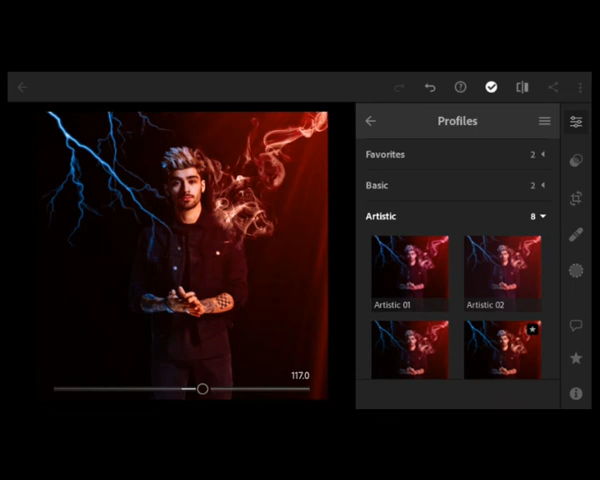 Profiles
Favorites 2
Basic 2
Artistic 8
Artistic 01
Artistic 02
117.0